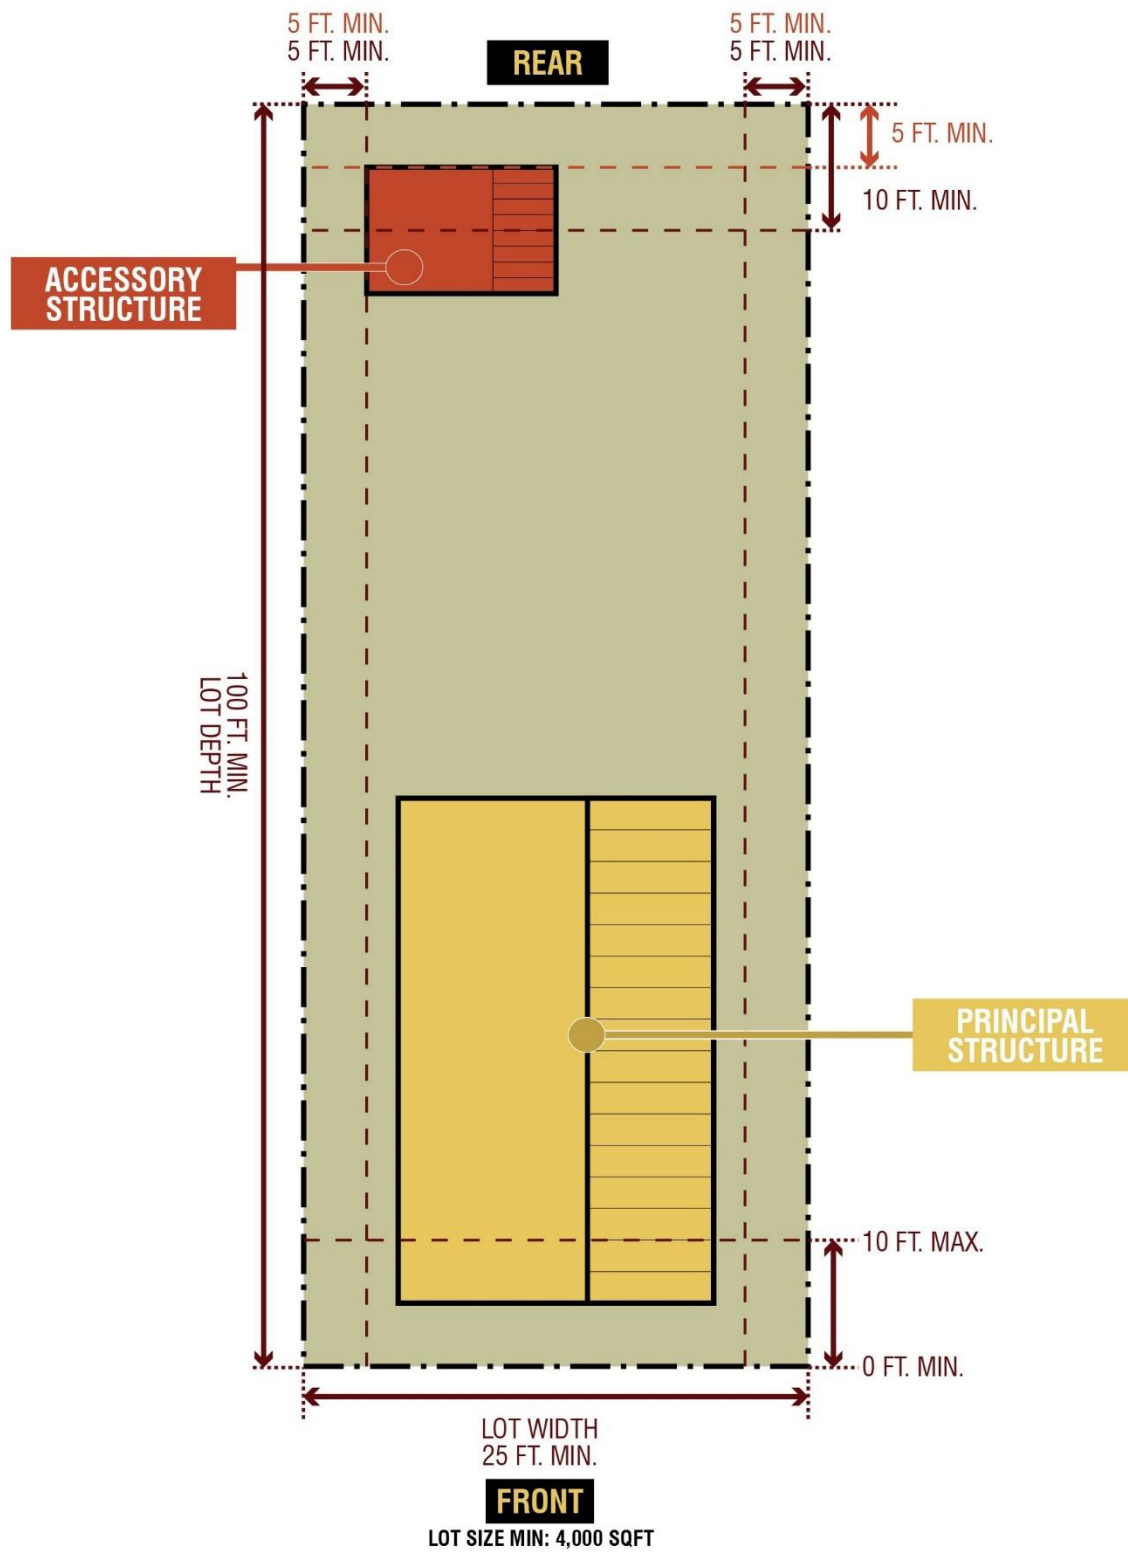 5 FT. MIN.
5 FT. MIN.
5 FT. MIN.
5 FT. MIN.
REAR
5 FT. MIN.
10 FT. MIN.
ACCESSORY
STRUCTURE
100 FT. MIN.
LOT DEPTH
PRINCIPAL
STRUCTURE
10 FT. MAX.
0 FT. MIN.
LOT WIDTH
25 FT. MIN.
FRONT
LOT SIZE MIN: 4,000 SQFT